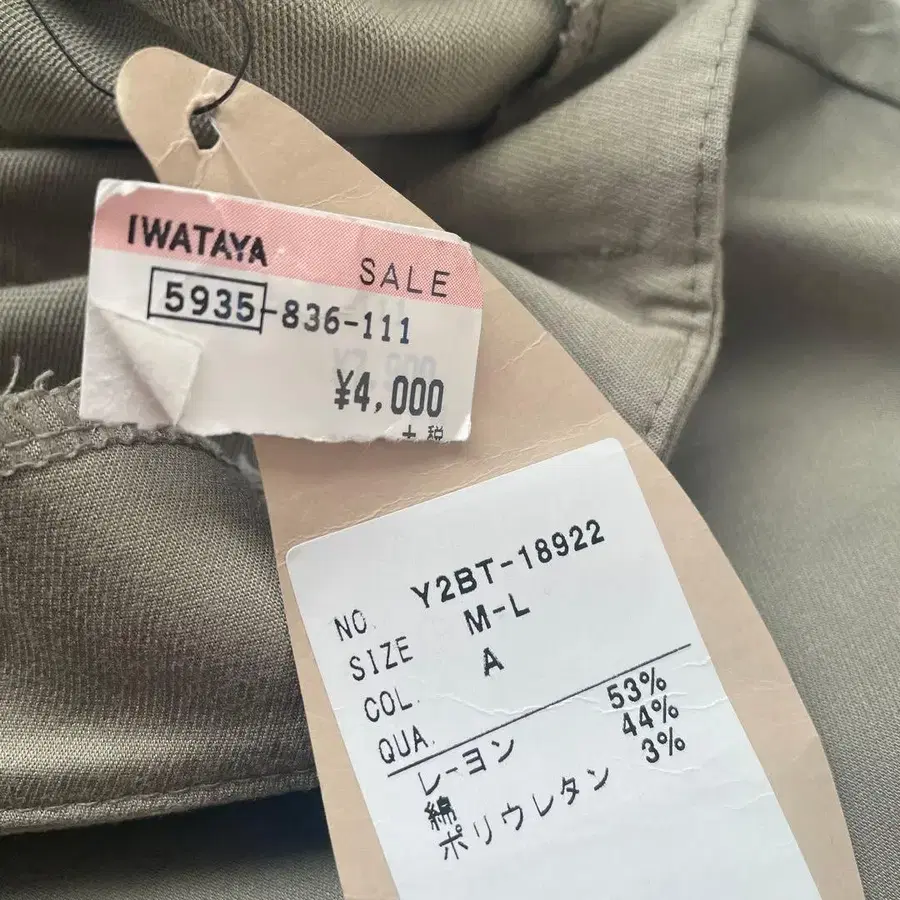 IWATAYA
SALE
5935-836-111
¥4,000
+税
NO. Y2BT-18922
SIZE M-L
COL. A
QUA.
レーヨン 53%
綿 44%
ポリウレタン 3%